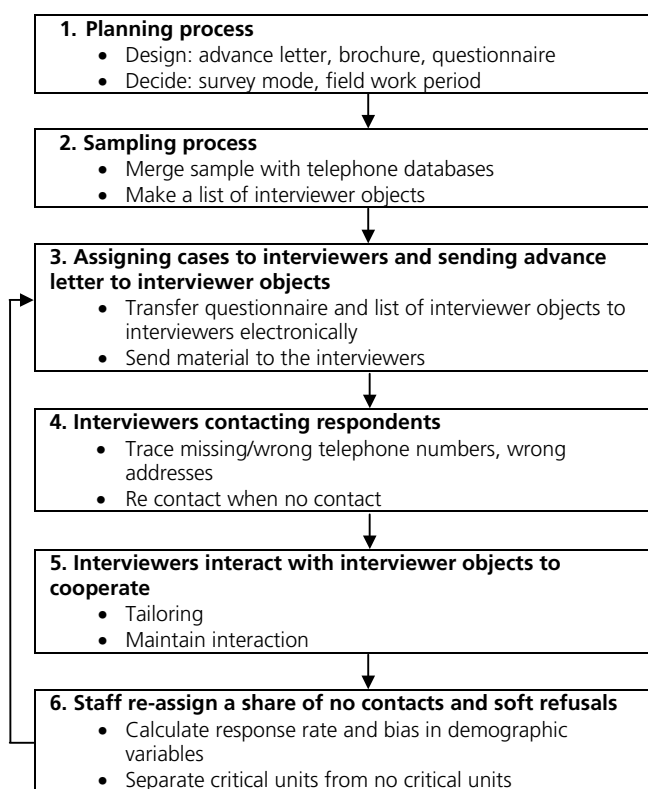 1. Planning process
• Design: advance letter, brochure, questionnaire
• Decide: survey mode, field work period
2. Sampling process
• Merge sample with telephone databases
• Make a list of interviewer objects
3. Assigning cases to interviewers and sending advance
letter to interviewer objects
• Transfer questionnaire and list of interviewer objects to
interviewers electronically
• Send material to the interviewers
4. Interviewers contacting respondents
• Trace missing/wrong telephone numbers, wrong
addresses
• Re contact when no contact
5. Interviewers interact with interviewer objects to
cooperate
• Tailoring
• Maintain interaction
6. Staff re-assign a share of no contacts and soft refusals
• Calculate response rate and bias in demographic
variables
• Separate critical units from no critical units